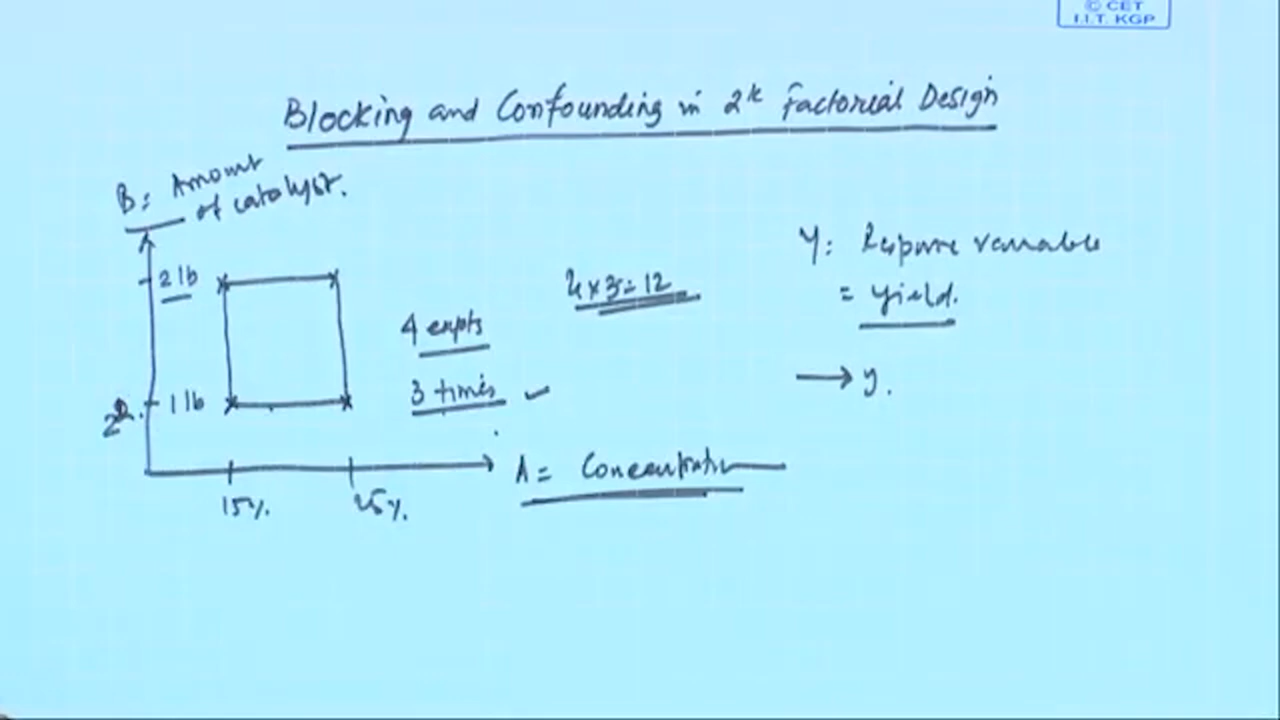 © CET
I.I.T. KGP
Blocking and Confounding in 2^k Factorial Design
B: Amount
of catalyst.
Y: Response variable
= yield.
→ y.
2 lb
4 × 3 = 12
4 expts
3 times ✓
1 lb
A = Concentration
15%
25%